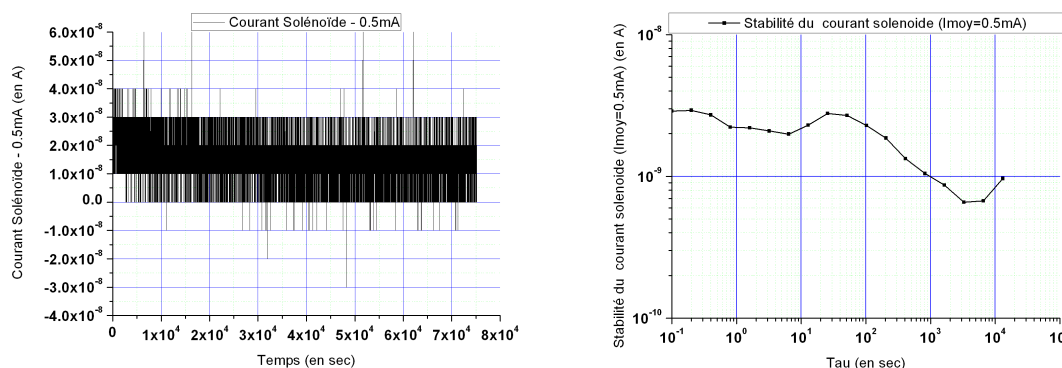 Courant Solénoïde - 0.5mA
6.0x10⁻⁸
5.0x10⁻⁸
4.0x10⁻⁸
3.0x10⁻⁸
2.0x10⁻⁸
1.0x10⁻⁸
0.0
-1.0x10⁻⁸
-2.0x10⁻⁸
-3.0x10⁻⁸
-4.0x10⁻⁸
Courant Solénoïde - 0.5mA (en A)
0 1x10⁴ 2x10⁴ 3x10⁴ 4x10⁴ 5x10⁴ 6x10⁴ 7x10⁴ 8x10⁴
Temps (en sec)
Stabilité du courant solenoide (Imoy=0.5mA)
10⁻⁸
10⁻⁹
10⁻¹⁰
Stabilité du courant solenoide (Imoy=0.5mA) (en A)
10⁻¹ 10⁰ 10¹ 10² 10³ 10⁴
Tau (en sec)